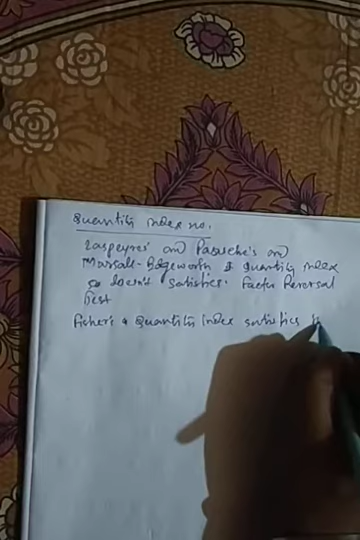 Quantity index no.
Laspeyres' and Paasche's and
Marsall-Edgeworth quantity index
so doesn't satisfies. Factor Reversal
Test
Fisher's Quantity index satisfies